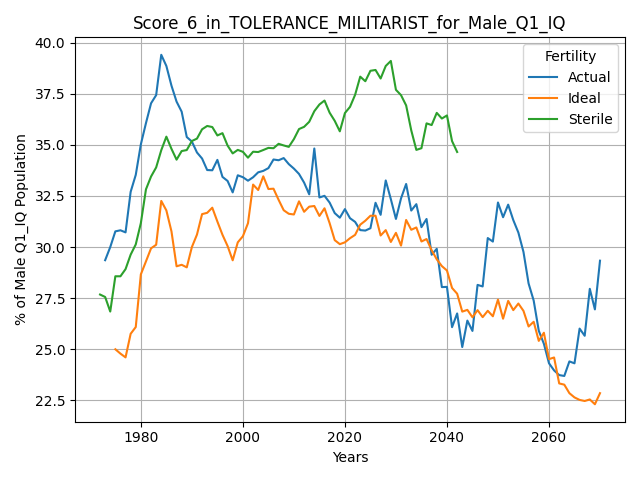 Score_6_in_TOLERANCE_MILITARIST_for_Male_Q1_IQ
% of Male Q1_IQ Population
40.0
37.5
35.0
32.5
30.0
27.5
25.0
22.5
Fertility
Actual
Ideal
Sterile
1980
2000
2020
2040
2060
Years